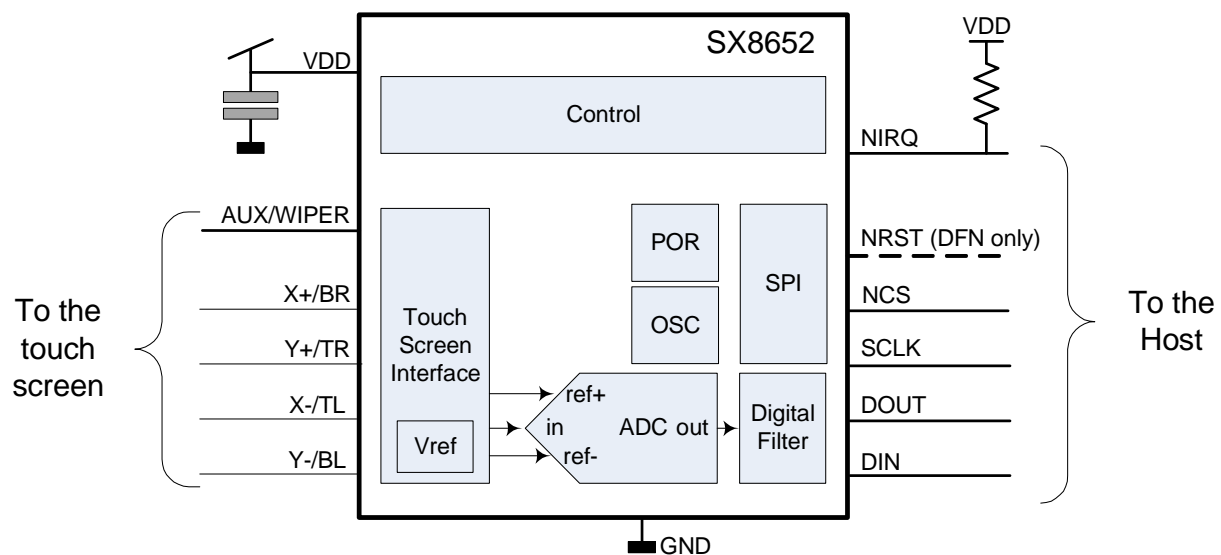 SX8652
VDD
VDD
Control
NIRQ
AUX/WIPER
NRST (DFN only)
POR
SPI
X+/BR
NCS
To the
touch
screen
Touch
Screen
Interface
OSC
To the
Host
Y+/TR
SCLK
ref+
X-/TL
in
ADC out
Digital
Filter
DOUT
Vref
ref-
Y-/BL
DIN
GND